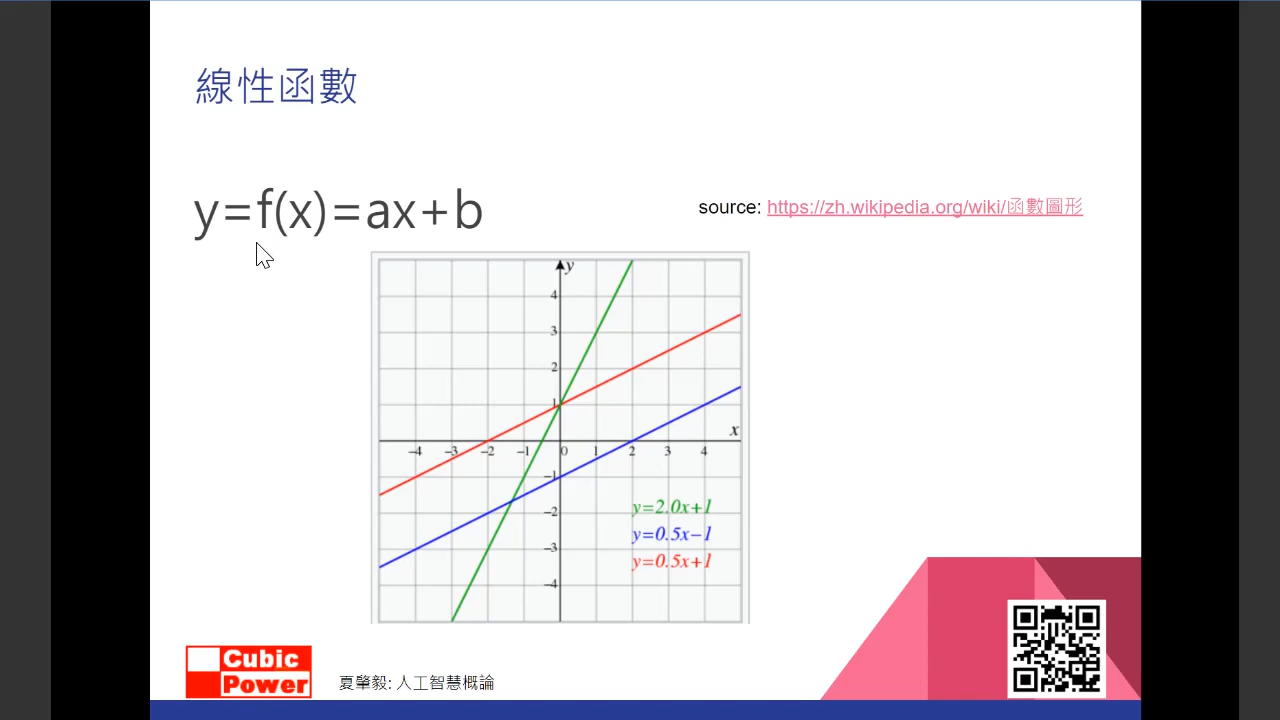 線性函數
y=f(x)=ax+b
source: https://zh.wikipedia.org/wiki/函數圖形
y
4
3
2
1
x
−4 −3 −2 −1 0 1 2 3 4
−1
−2
−3
−4
y=2.0x+1
y=0.5x−1
y=0.5x+1
Cubic
Power
夏肇毅: 人工智慧概論